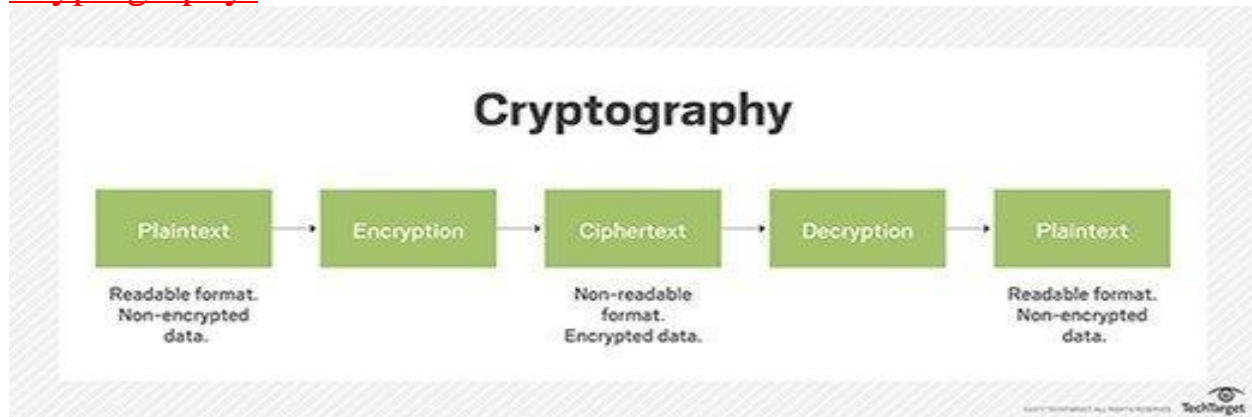 Cryptography
Plaintext
Encryption
Ciphertext
Decryption
Plaintext
Readable format.
Non-encrypted
data.
Non-readable
format.
Encrypted data.
Readable format.
Non-encrypted
data.
TechTarget